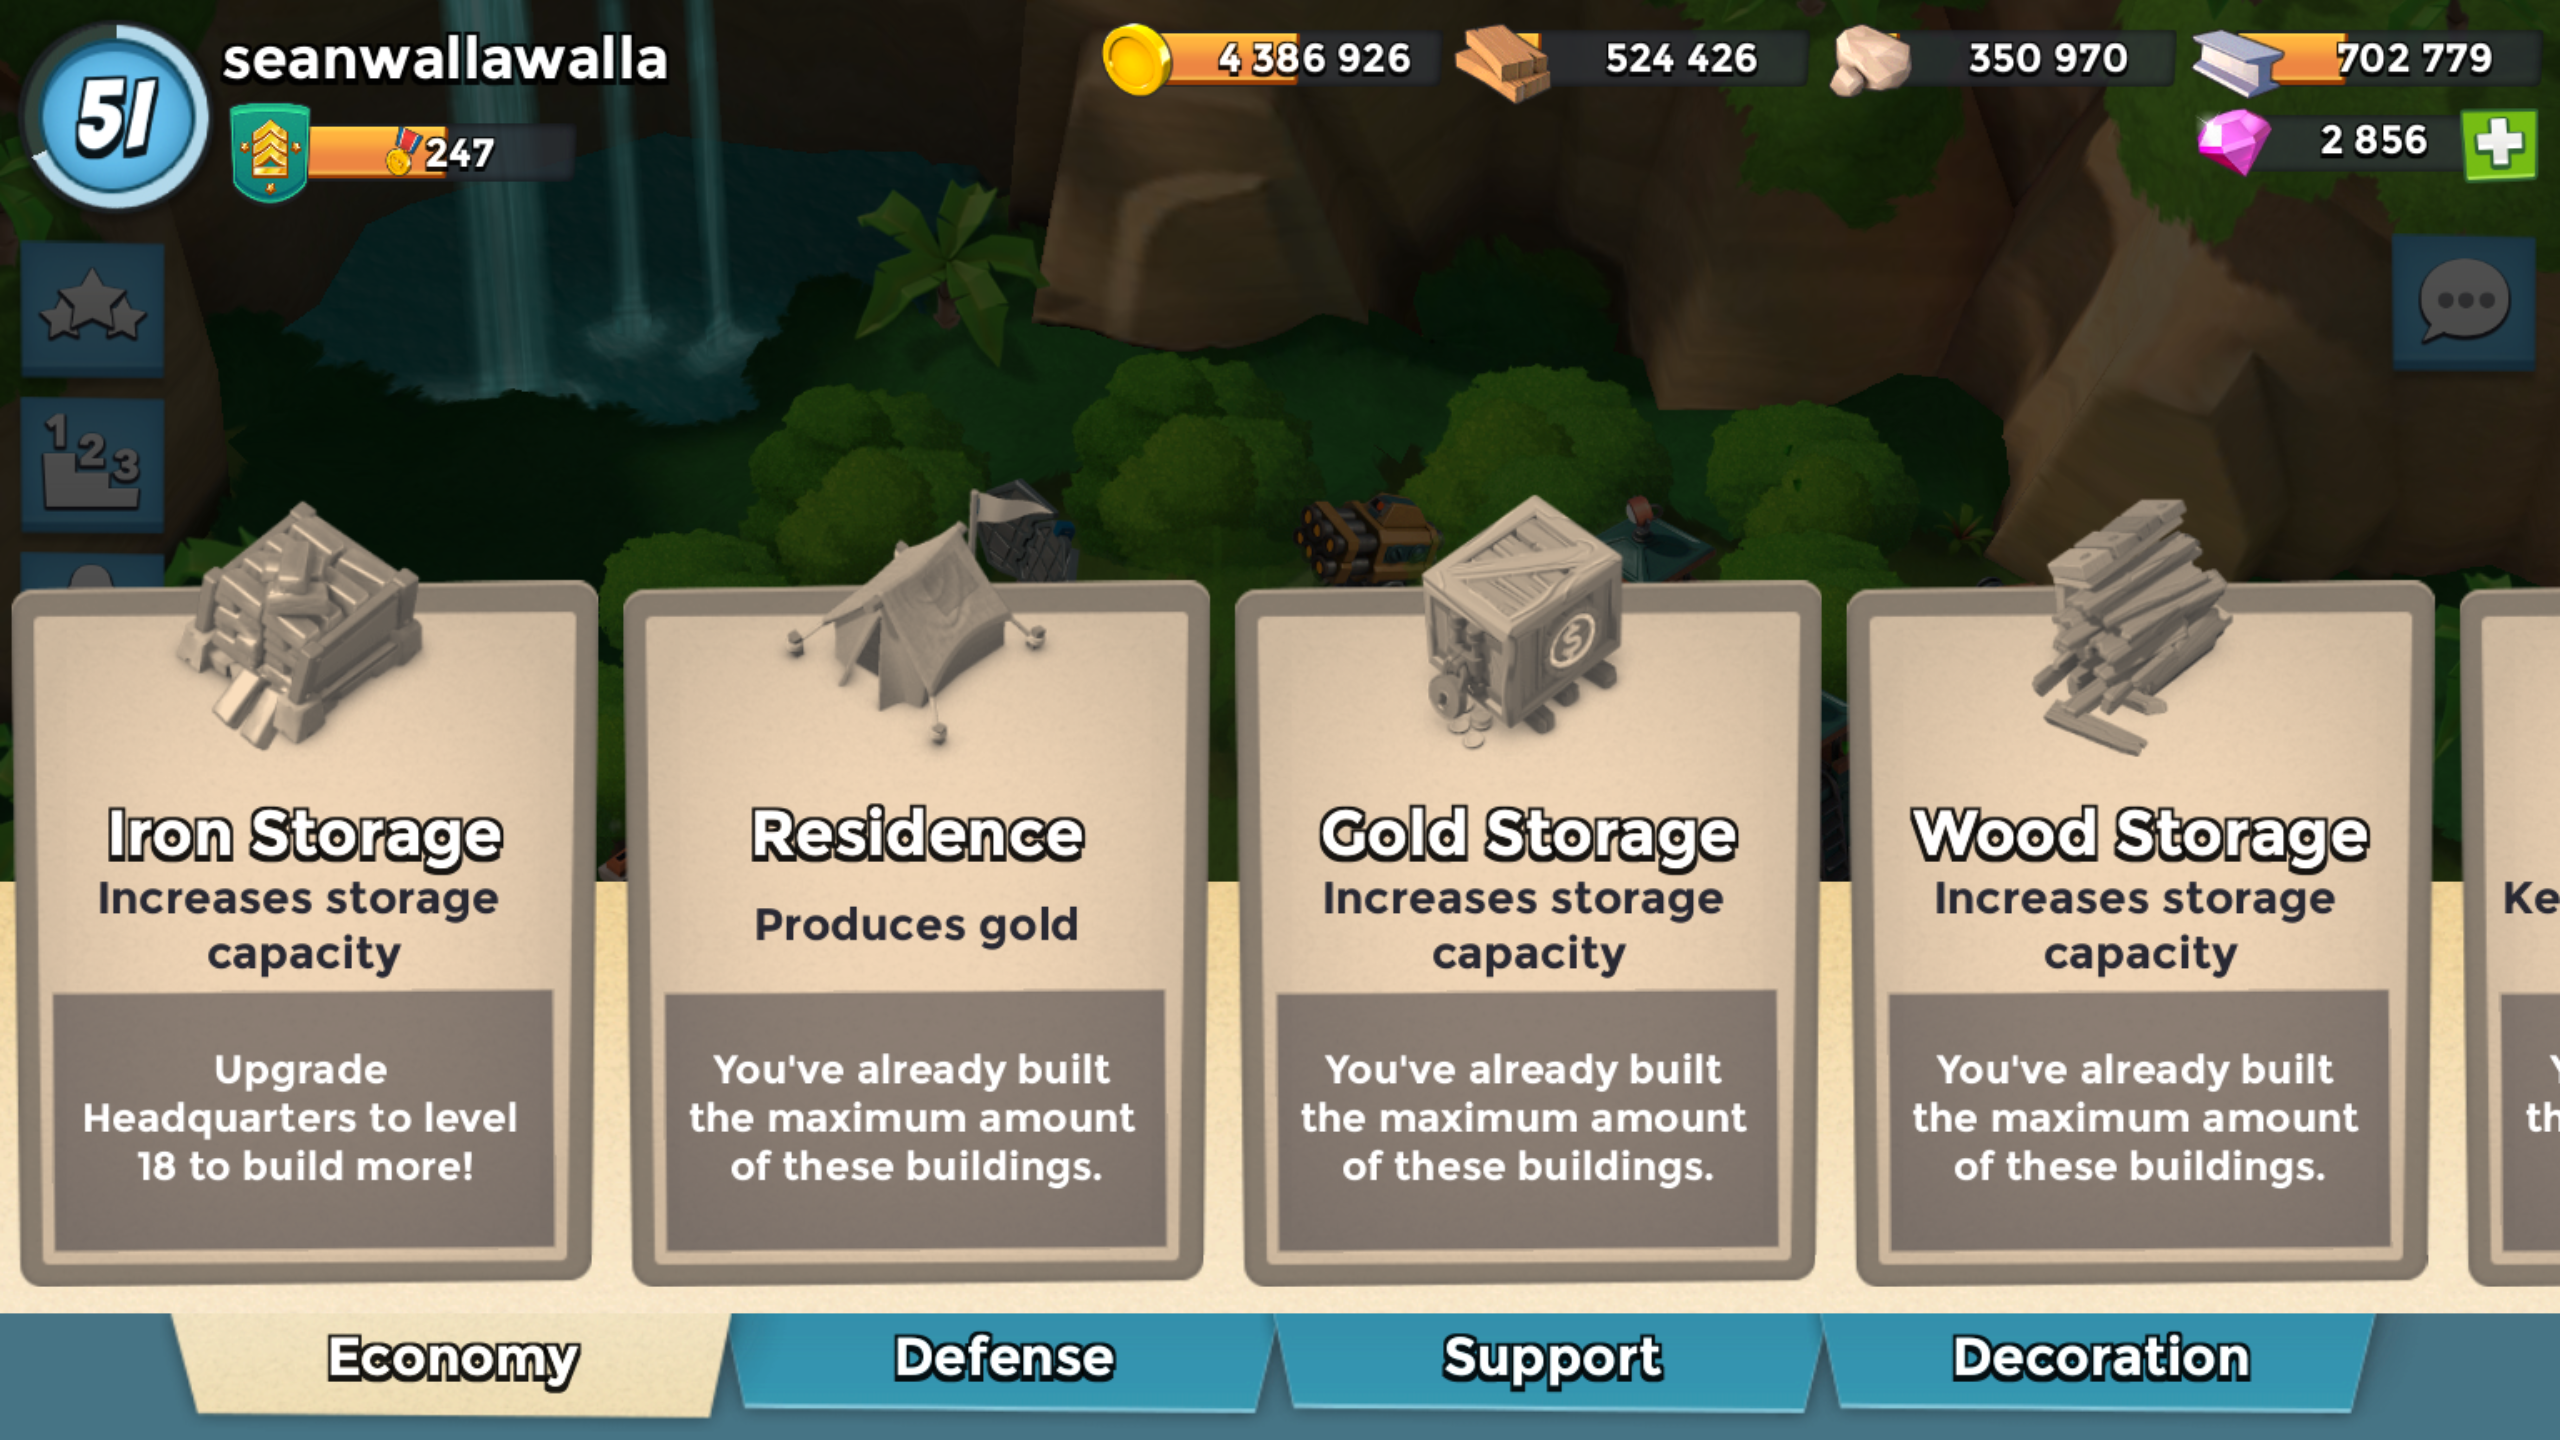 51
seanwallawalla
247
4 386 926
524 426
350 970
702 779
2 856
1 2 3
Iron Storage
Increases storage
capacity
Upgrade
Headquarters to level
18 to build more!
Residence
Produces gold
You've already built
the maximum amount
of these buildings.
Gold Storage
Increases storage
capacity
You've already built
the maximum amount
of these buildings.
Wood Storage
Increases storage
capacity
You've already built
the maximum amount
of these buildings.
Economy
Defense
Support
Decoration